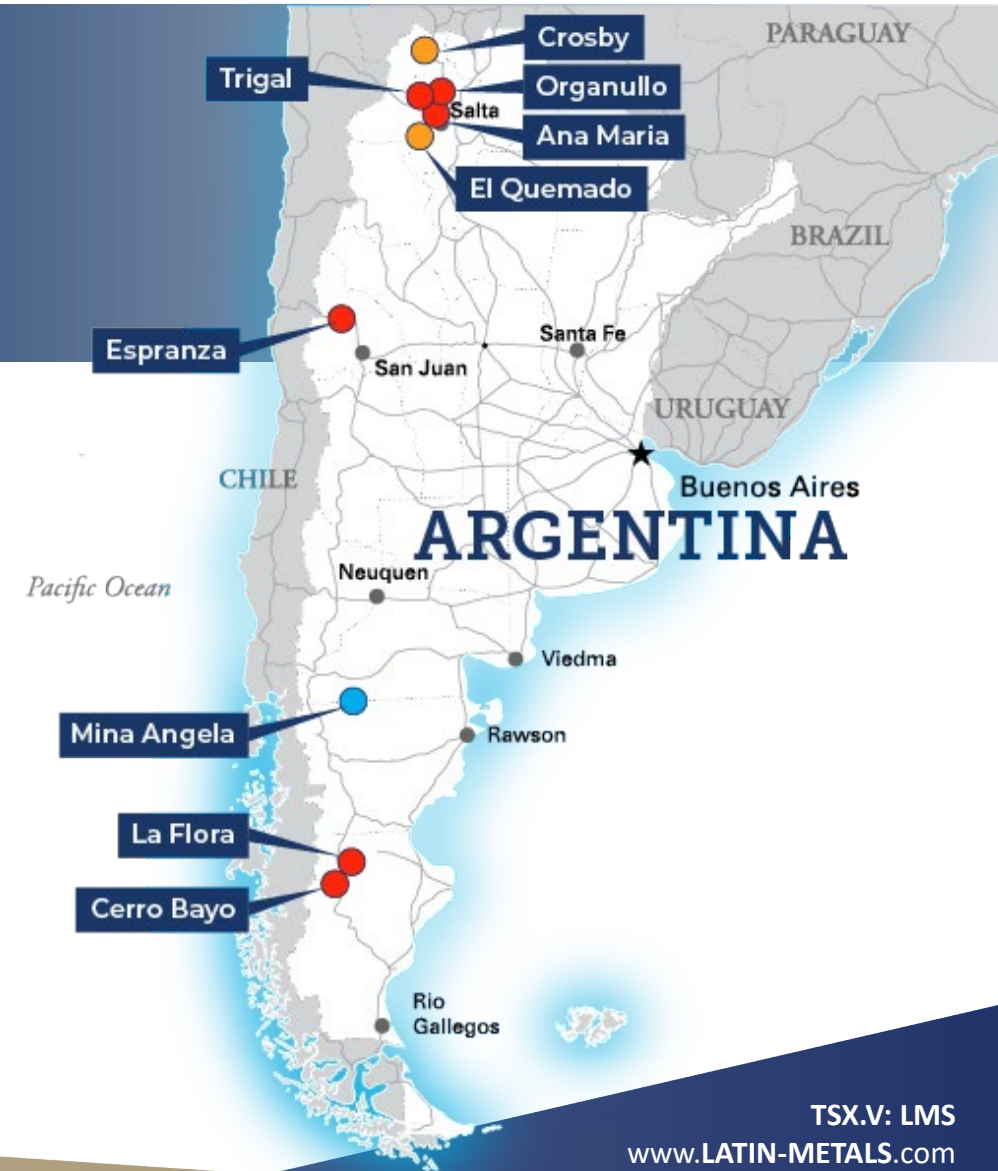 Crosby
PARAGUAY
Trigal
Organullo
Salta
Ana Maria
El Quemado
BRAZIL
Espranza
Santa Fe
San Juan
URUGUAY
CHILE
Buenos Aires
ARGENTINA
Pacific Ocean
Neuquen
Viedma
Mina Angela
Rawson
La Flora
Cerro Bayo
Rio
Gallegos
TSX.V: LMS
www.LATIN-METALS.com